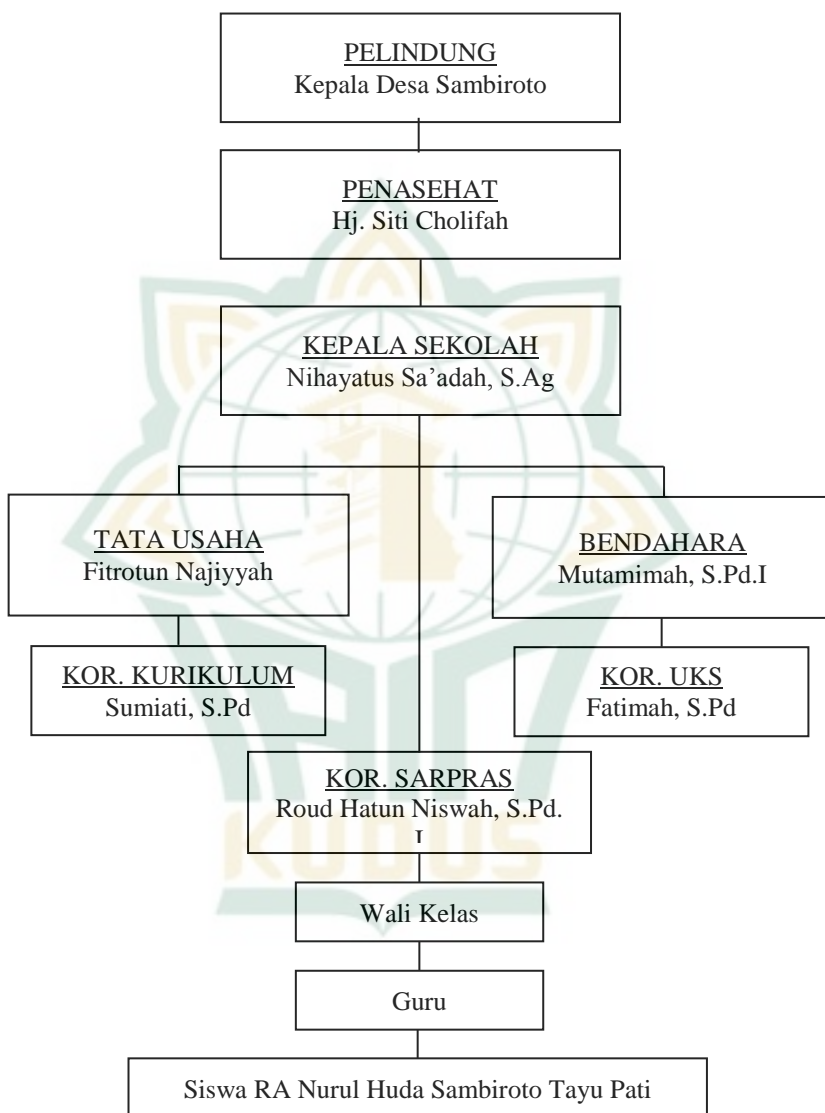 PELINDUNG
Kepala Desa Sambiroto
PENASEHAT
Hj. Siti Cholifah
KEPALA SEKOLAH
Nihayatus Sa’adah, S.Ag
TATA USAHA
Fitrotun Najiyyah
BENDAHARA
Mutamimah, S.Pd.I
KOR. KURIKULUM
Sumiati, S.Pd
KOR. UKS
Fatimah, S.Pd
KOR. SARPRAS
Roud Hatun Niswah, S.Pd.
I
KUDUS
Wali Kelas
Guru
Siswa RA Nurul Huda Sambiroto Tayu Pati